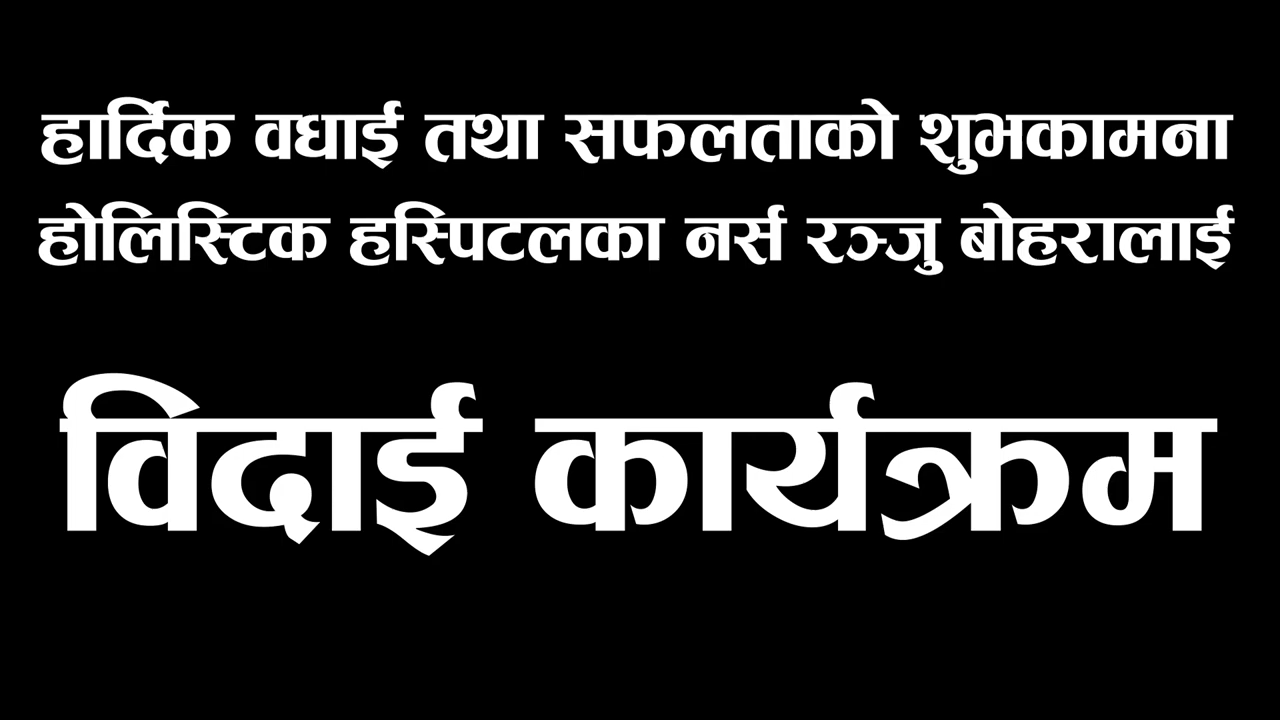 हार्दिक वधाई तथा सफलताको शुभकामना
होलिस्टिक हस्पिटलका नर्स रञ्जु बोहरालाई
विदाई कार्यक्रम